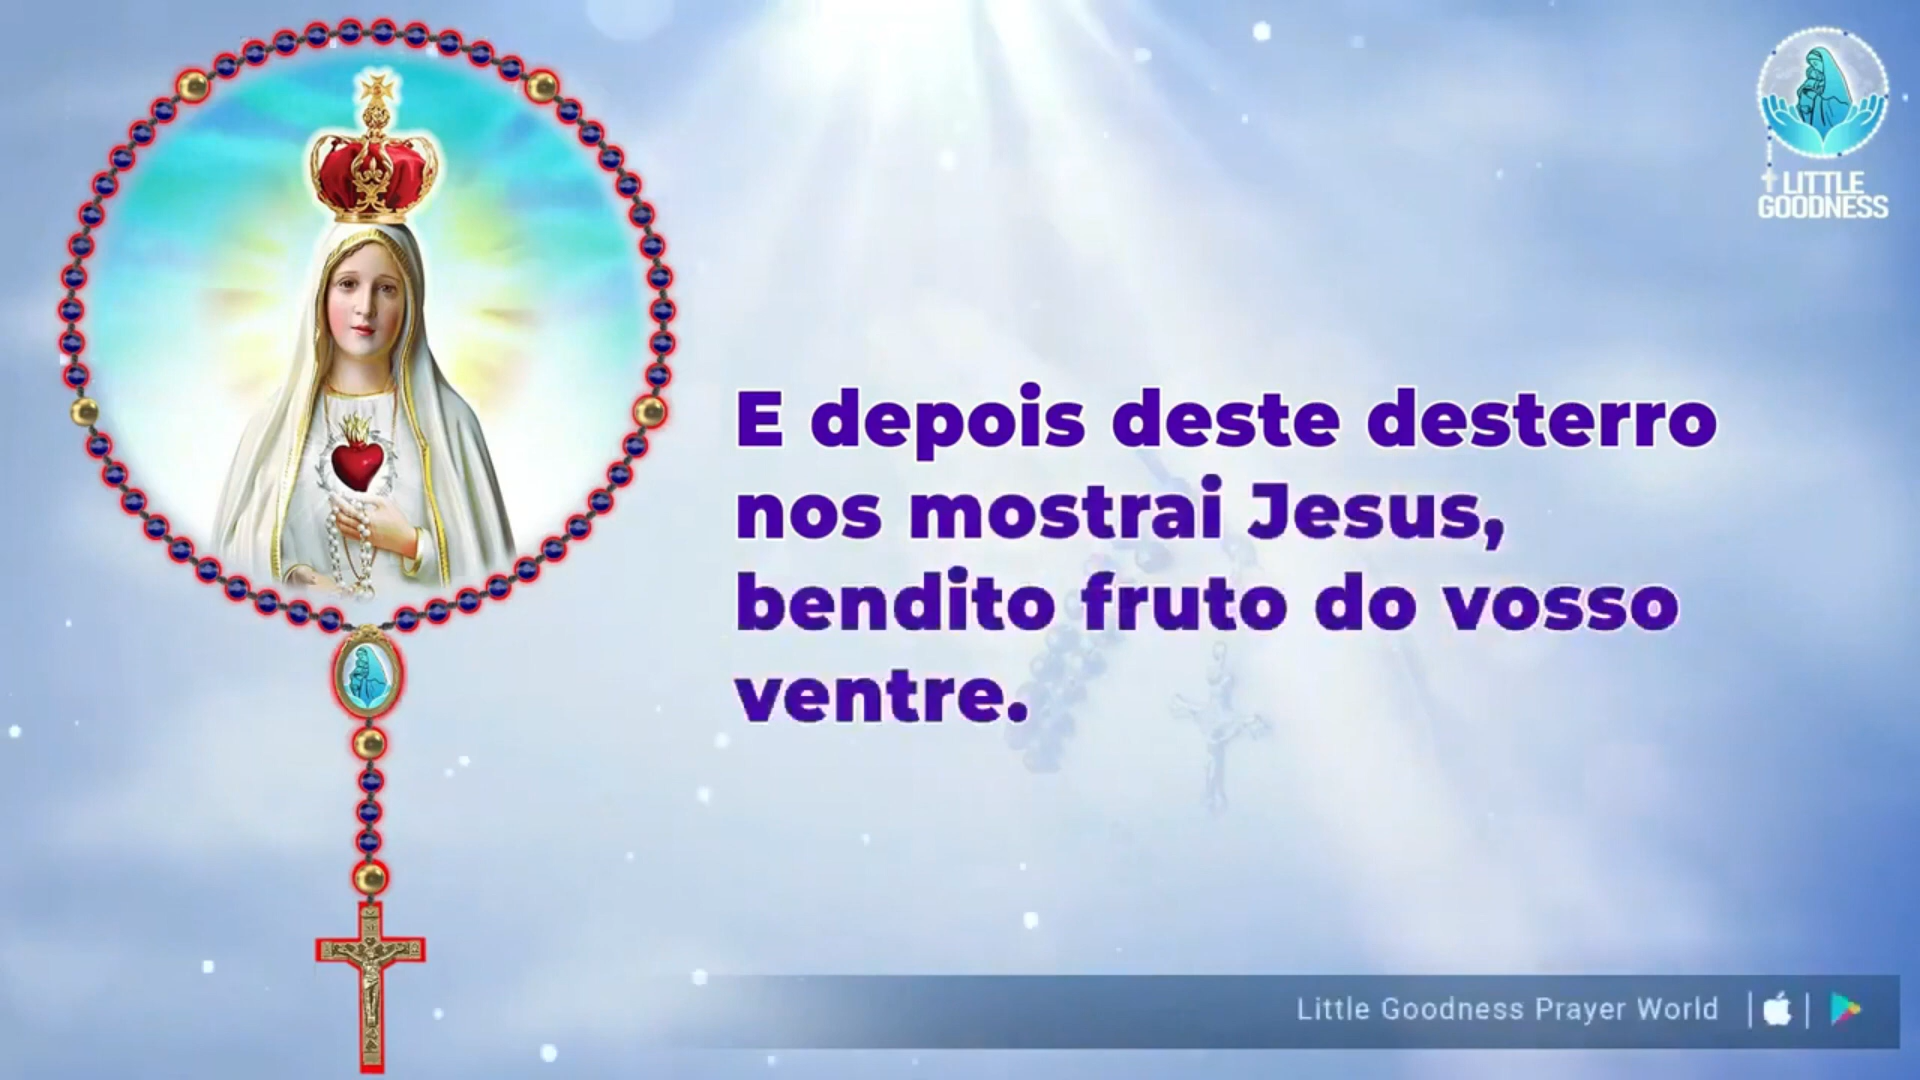 LITTLE
GOODNESS
E depois deste desterro
nos mostrai Jesus,
bendito fruto do vosso
ventre.
Little Goodness Prayer World